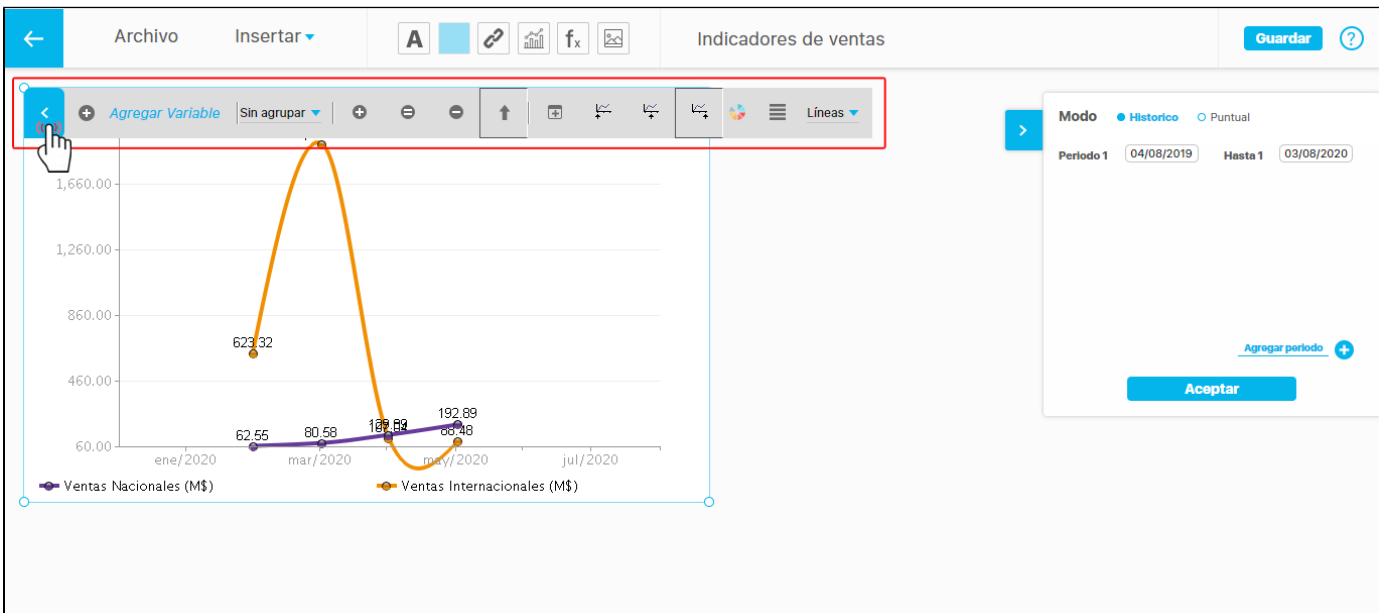 Archivo Insertar A fx Indicadores de ventas Guardar ?
Agregar Variable Sin agrupar Líneas
Modo Historico Puntual
Periodo 1 04/08/2019 Hasta 1 03/08/2020
1,660.00
1,260.00
860.00
623.32
Agregar periodo
460.00
Aceptar
192.89
62.55 80.58 88.48
60.00
ene/2020 mar/2020 may/2020 jul/2020
Ventas Nacionales (M$) Ventas Internacionales (M$)